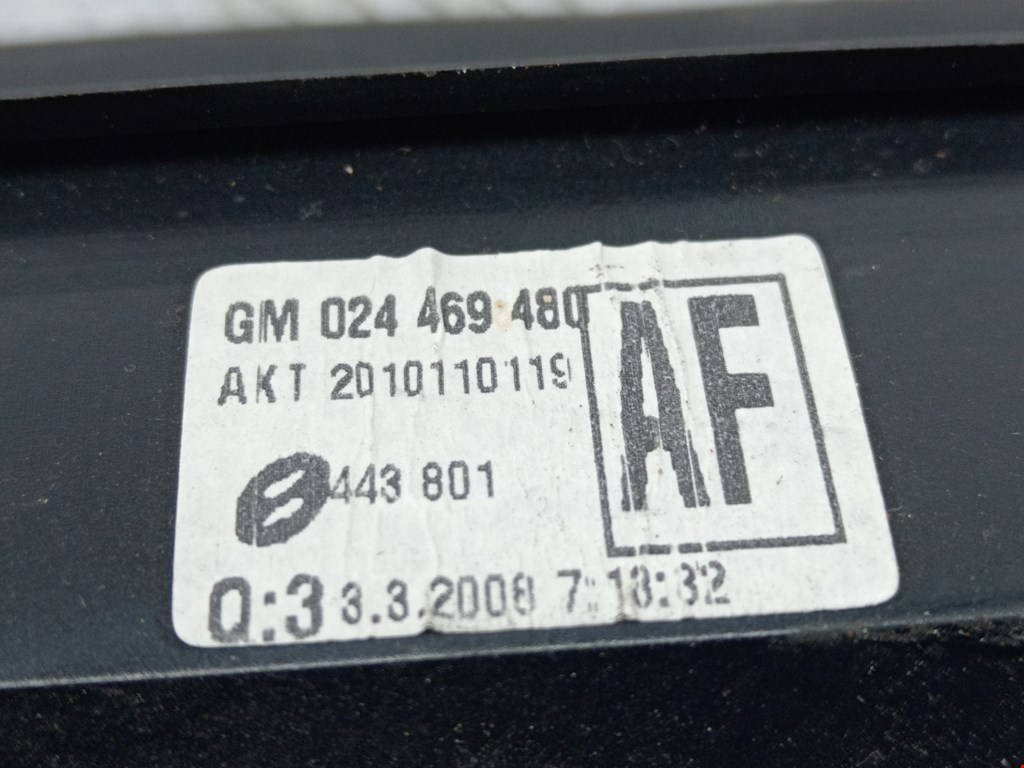 GM 024 469 480
AF
AKT 2010110119
443 801
Q:3 3.3.2008 7:18:32